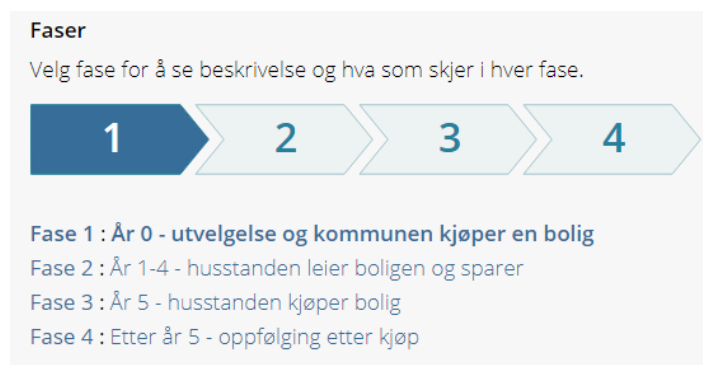 Faser
Velg fase for å se beskrivelse og hva som skjer i hver fase.
1 2 3 4
Fase 1 : År 0 - utvelgelse og kommunen kjøper en bolig
Fase 2 : År 1-4 - husstanden leier boligen og sparer
Fase 3 : År 5 - husstanden kjøper bolig
Fase 4 : Etter år 5 - oppfølging etter kjøp